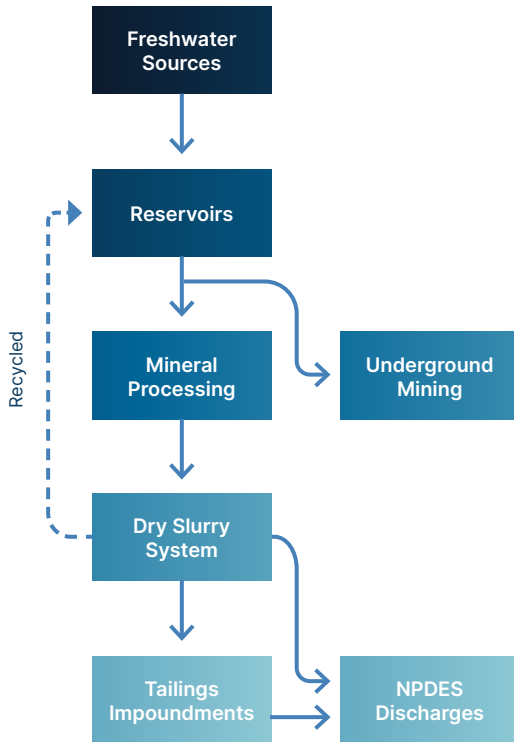 Freshwater
Sources
Reservoirs
Recycled
Mineral
Processing
Underground
Mining
Dry Slurry
System
Tailings
Impoundments
NPDES
Discharges